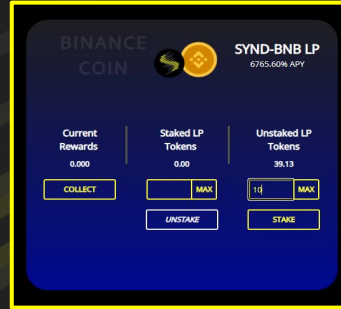 BINANCE
COIN
SYND-BNB LP
6765.60% APY
Current
Rewards
0.000
COLLECT
Staked LP
Tokens
0.00
MAX
UNSTAKE
Unstaked LP
Tokens
39.13
10
MAX
STAKE